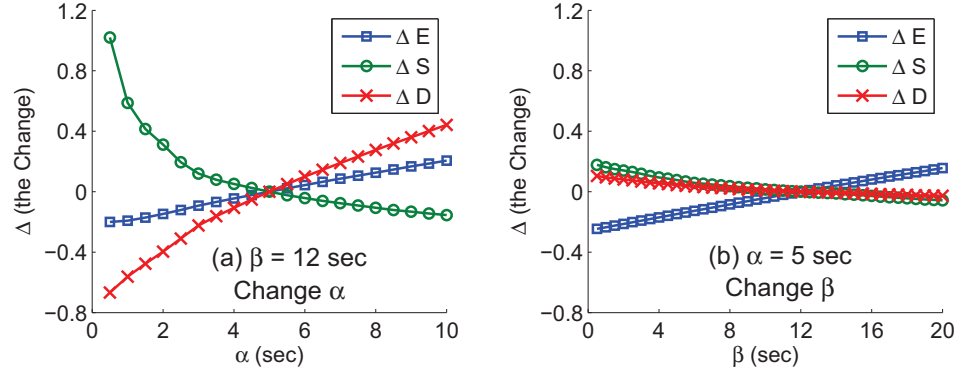 1.2
0.8
0.4
0
−0.4
−0.8
Δ (the Change)
Δ E
Δ S
Δ D
(a) β = 12 sec
Change α
0 2 4 6 8 10
α (sec)
1.2
0.8
0.4
0
−0.4
−0.8
Δ (the Change)
Δ E
Δ S
Δ D
(b) α = 5 sec
Change β
0 4 8 12 16 20
β (sec)